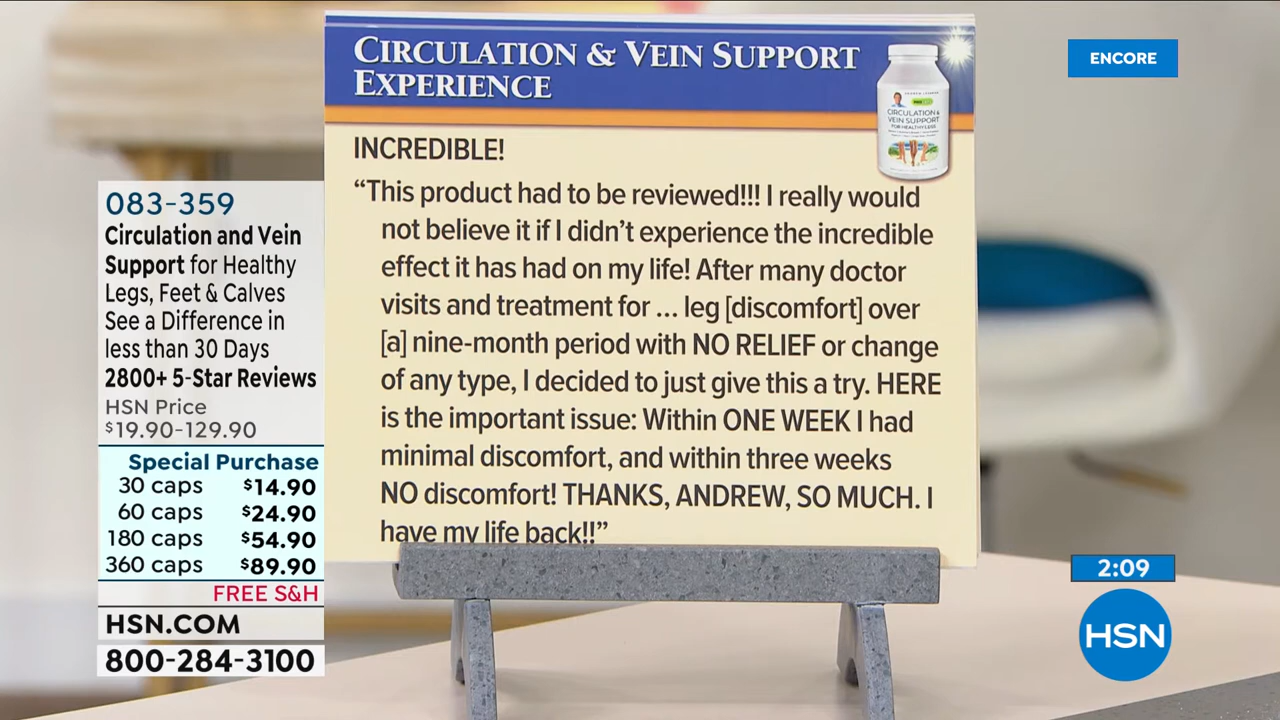 CIRCULATION & VEIN SUPPORT
EXPERIENCE
ENCORE
CIRCULATION &
VEIN SUPPORT
FOR HEALTHY LEGS
INCREDIBLE!
“This product had to be reviewed!!! I really would
not believe it if I didn’t experience the incredible
effect it has had on my life! After many doctor
visits and treatment for ... leg [discomfort] over
[a] nine-month period with NO RELIEF or change
of any type, I decided to just give this a try. HERE
is the important issue: Within ONE WEEK I had
minimal discomfort, and within three weeks
NO discomfort! THANKS, ANDREW, SO MUCH. I
have my life back!!”
083-359
Circulation and Vein
Support for Healthy
Legs, Feet & Calves
See a Difference in
less than 30 Days
2800+ 5-Star Reviews
HSN Price
$19.90-129.90
Special Purchase
30 caps $14.90
60 caps $24.90
180 caps $54.90
360 caps $89.90
FREE S&H
HSN.COM
800-284-3100
2:09
HSN